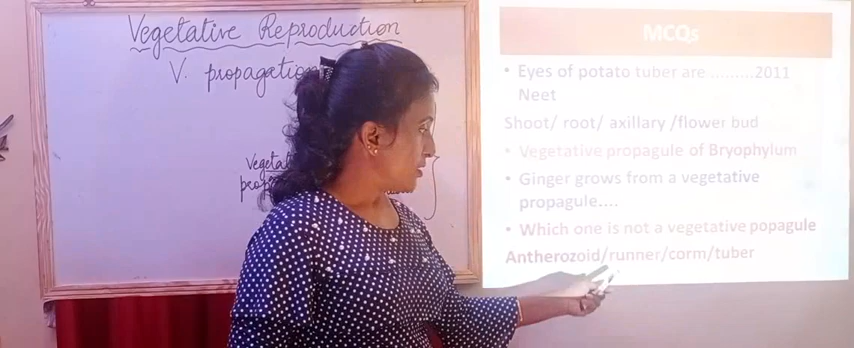 Vegetative Reproduction
V. propagation
MCQs
• Eyes of potato tuber are .........2011
Neet
Shoot/ root/ axillary /flower bud
• Vegetative propagule of Bryophylum
• Ginger grows from a vegetative
propagule....
• Which one is not a vegetative popagule
Antherozoid/runner/corm/tuber